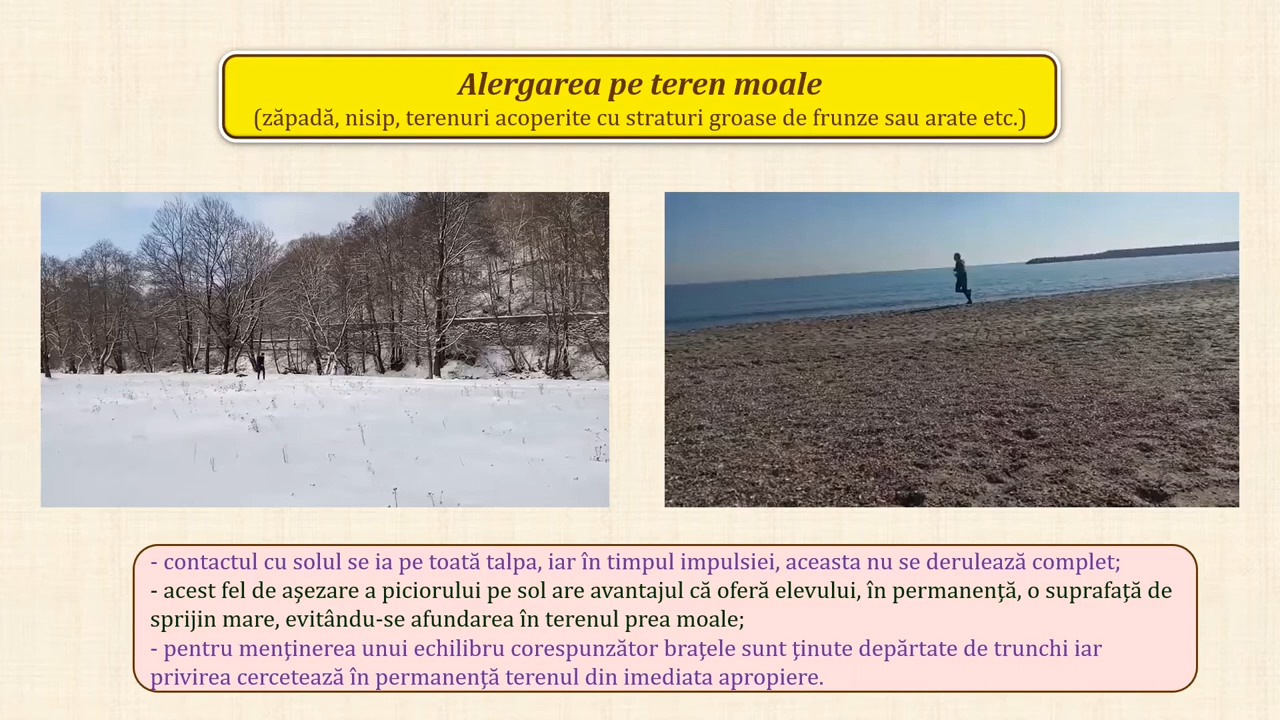 Alergarea pe teren moale
(zăpadă, nisip, terenuri acoperite cu straturi groase de frunze sau arate etc.)
- contactul cu solul se ia pe toată talpa, iar în timpul impulsiei, aceasta nu se derulează complet;
- acest fel de aşezare a piciorului pe sol are avantajul că oferă elevului, în permanenţă, o suprafaţă de
sprijin mare, evitându-se afundarea în terenul prea moale;
- pentru menţinerea unui echilibru corespunzător braţele sunt ţinute depărtate de trunchi iar
privirea cercetează în permanenţă terenul din imediata apropiere.